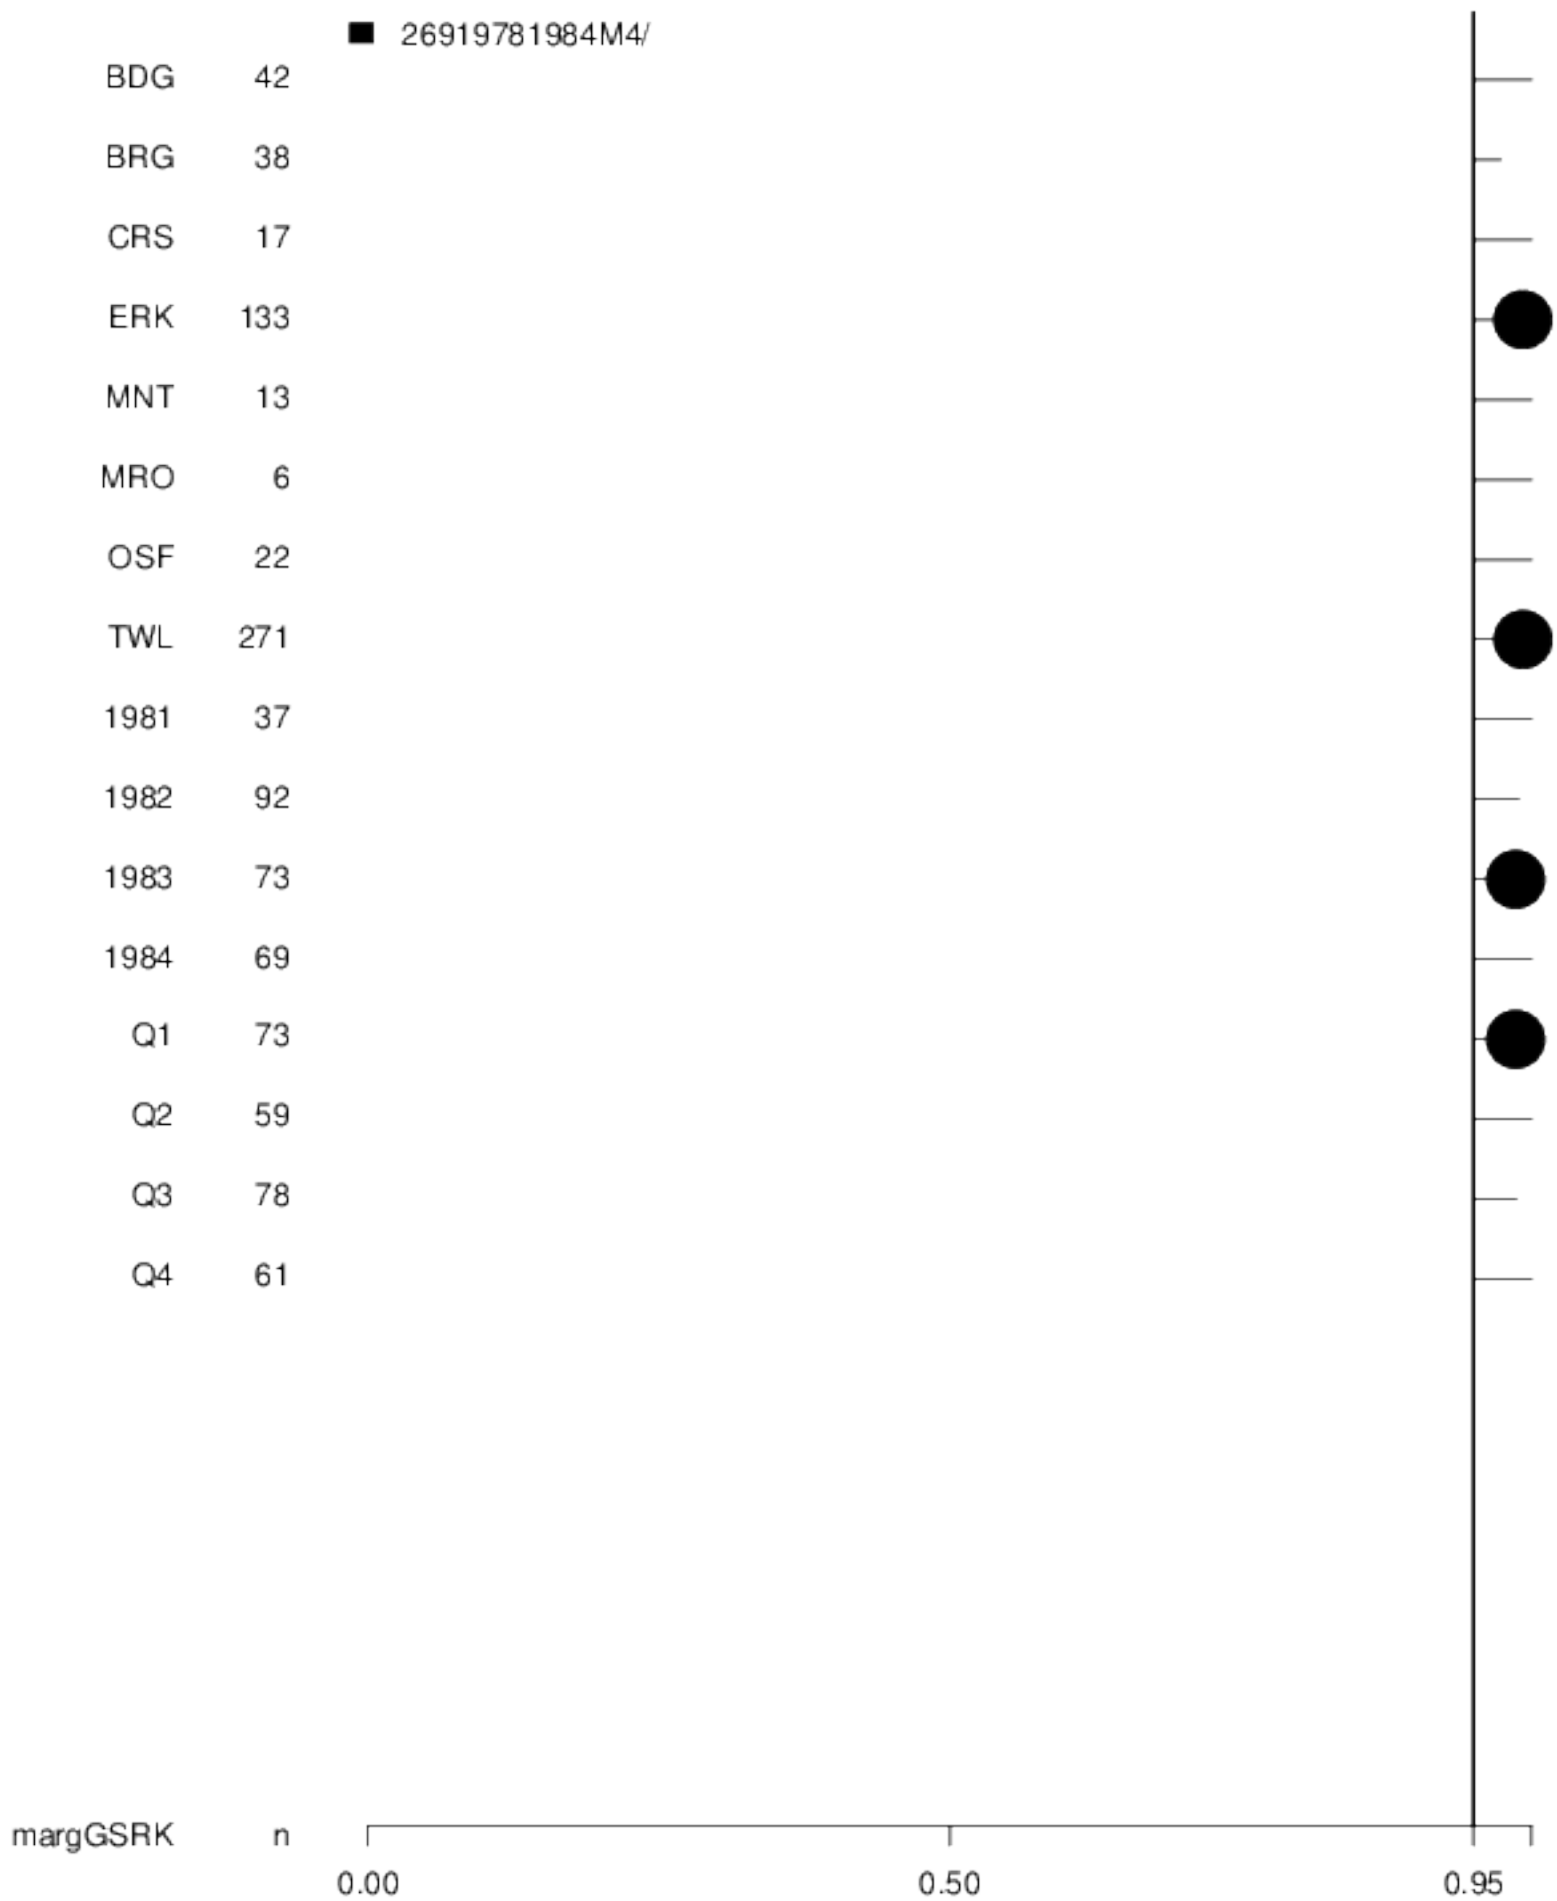 26919781984M4/
BDG 42
BRG 38
CRS 17
ERK 133
MNT 13
MRO 6
OSF 22
TWL 271
1981 37
1982 92
1983 73
1984 69
Q1 73
Q2 59
Q3 78
Q4 61
margGSRK n
0.00 0.50 0.95